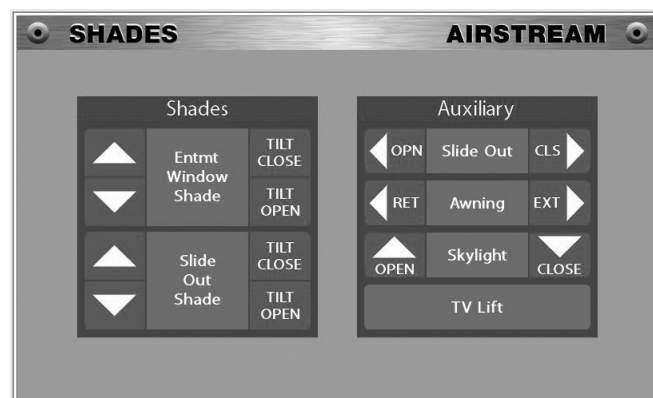 SHADES AIRSTREAM
Shades
Entmt
Window
Shade
TILT
CLOSE
TILT
OPEN
Slide
Out
Shade
TILT
CLOSE
TILT
OPEN
Auxiliary
OPN Slide Out CLS
RET Awning EXT
OPEN Skylight CLOSE
TV Lift